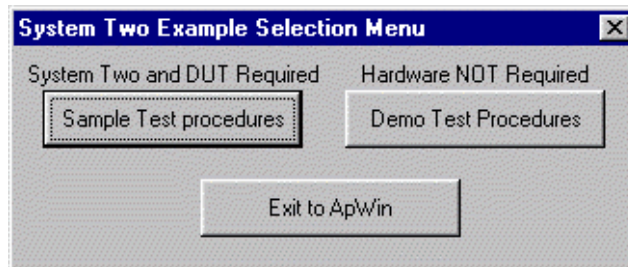 System Two Example Selection Menu
System Two and DUT Required
Hardware NOT Required
Sample Test procedures
Demo Test Procedures
Exit to ApWin